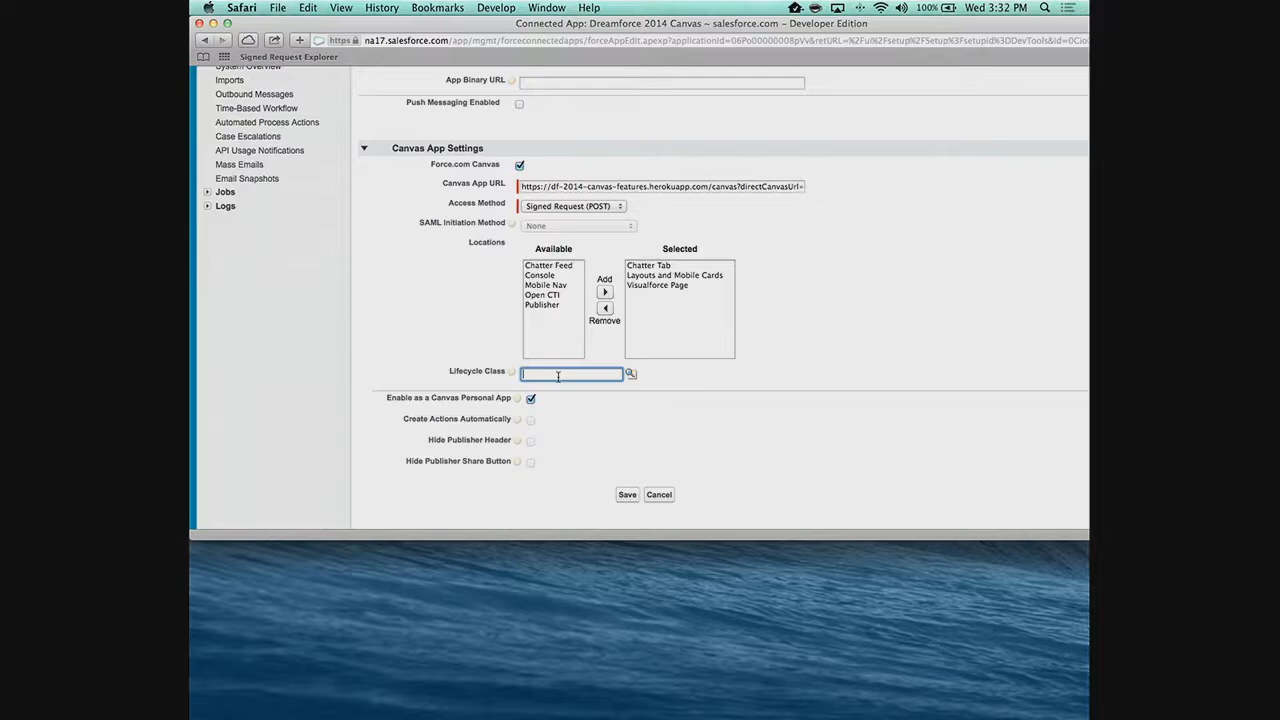 Safari File Edit View History Bookmarks Develop Window Help 100% Wed 3:32 PM
Connected App: Dreamforce 2014 Canvas ~ salesforce.com - Developer Edition
https na17.salesforce.com/app/mgmt/forceconnectedapps/forceAppEdit.apexp?applicationId=06Po00000008pVv&retURL=%2Fui%2Fsetup%2FSetup%3Fsetupid%3DDevTools&id=0Cio
Signed Request Explorer
System Overview
Imports
Outbound Messages
Time-Based Workflow
Automated Process Actions
Case Escalations
API Usage Notifications
Mass Emails
Email Snapshots
Jobs
Logs
App Binary URL
Push Messaging Enabled
Canvas App Settings
Force.com Canvas
Canvas App URL https://df-2014-canvas-features.herokuapp.com/canvas?directCanvasUrl=
Access Method Signed Request (POST)
SAML Initiation Method None
Locations
Available Selected
Chatter Feed
Console
Mobile Nav
Open CTI
Publisher
Add
Remove
Chatter Tab
Layouts and Mobile Cards
Visualforce Page
Lifecycle Class
Enable as a Canvas Personal App
Create Actions Automatically
Hide Publisher Header
Hide Publisher Share Button
Save Cancel